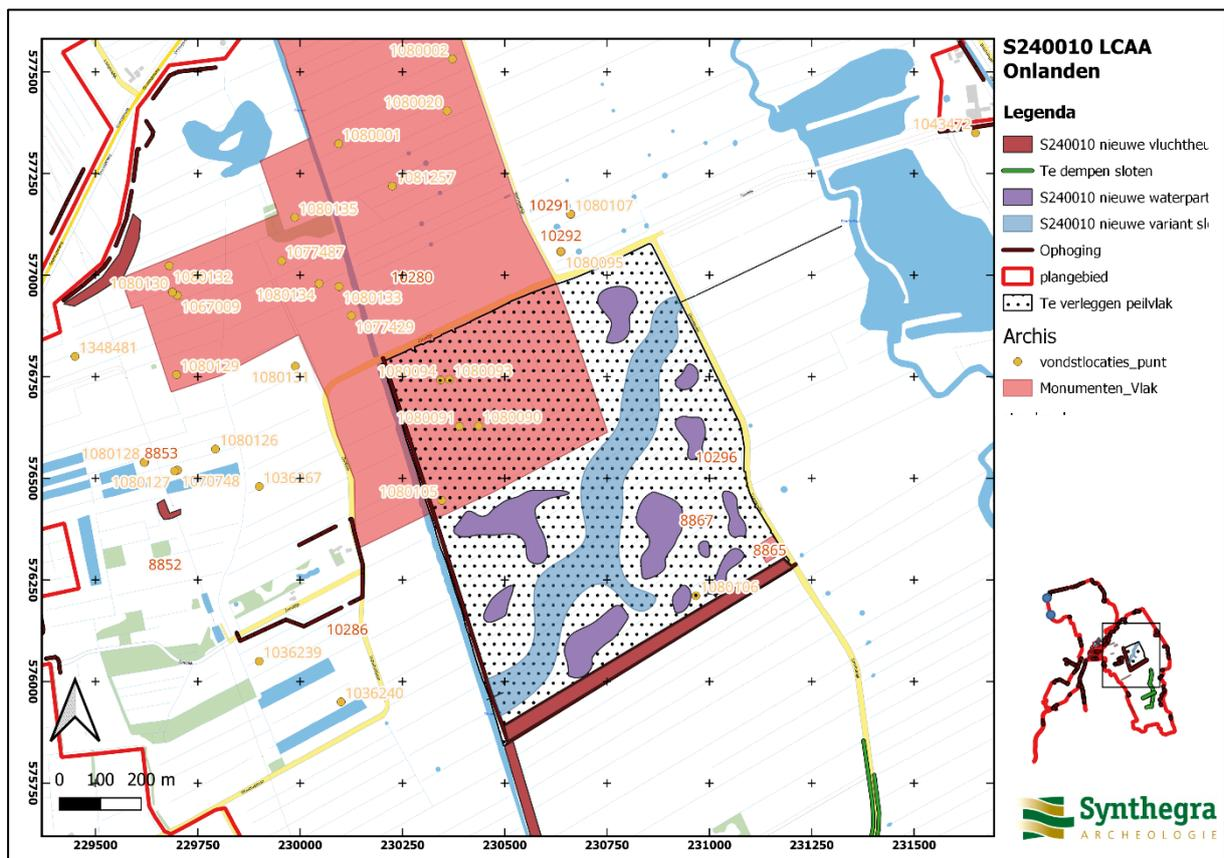 S240010 LCAA
Onlanden
Legenda
S240010 nieuwe vluchtheu
Te dempen sloten
S240010 nieuwe waterpart
S240010 nieuwe variant sl
Ophoging
plangebied
Te verleggen peilvlak
Archis
vondstlocaties_punt
Monumenten_Vlak
1080002
1080020
1080001
1081257
1043472
1080135
10291
1080107
10292
1080095
1077487
1080132
1080130
1067009
1080134
1080133
10280
1077429
1348481
1080129
1080094
1080093
1080091
1080090
1080126
1080128
8853
1080127
1070748
10296
1080105
8867
8865
8852
1080106
10286
1036239
1036240
577500
577250
577000
576750
576500
576250
576000
575750
0 100 200 m
229500 229750 230000 230250 230500 230750 231000 231250 231500
Synthegra
ARCHEOLOGIE